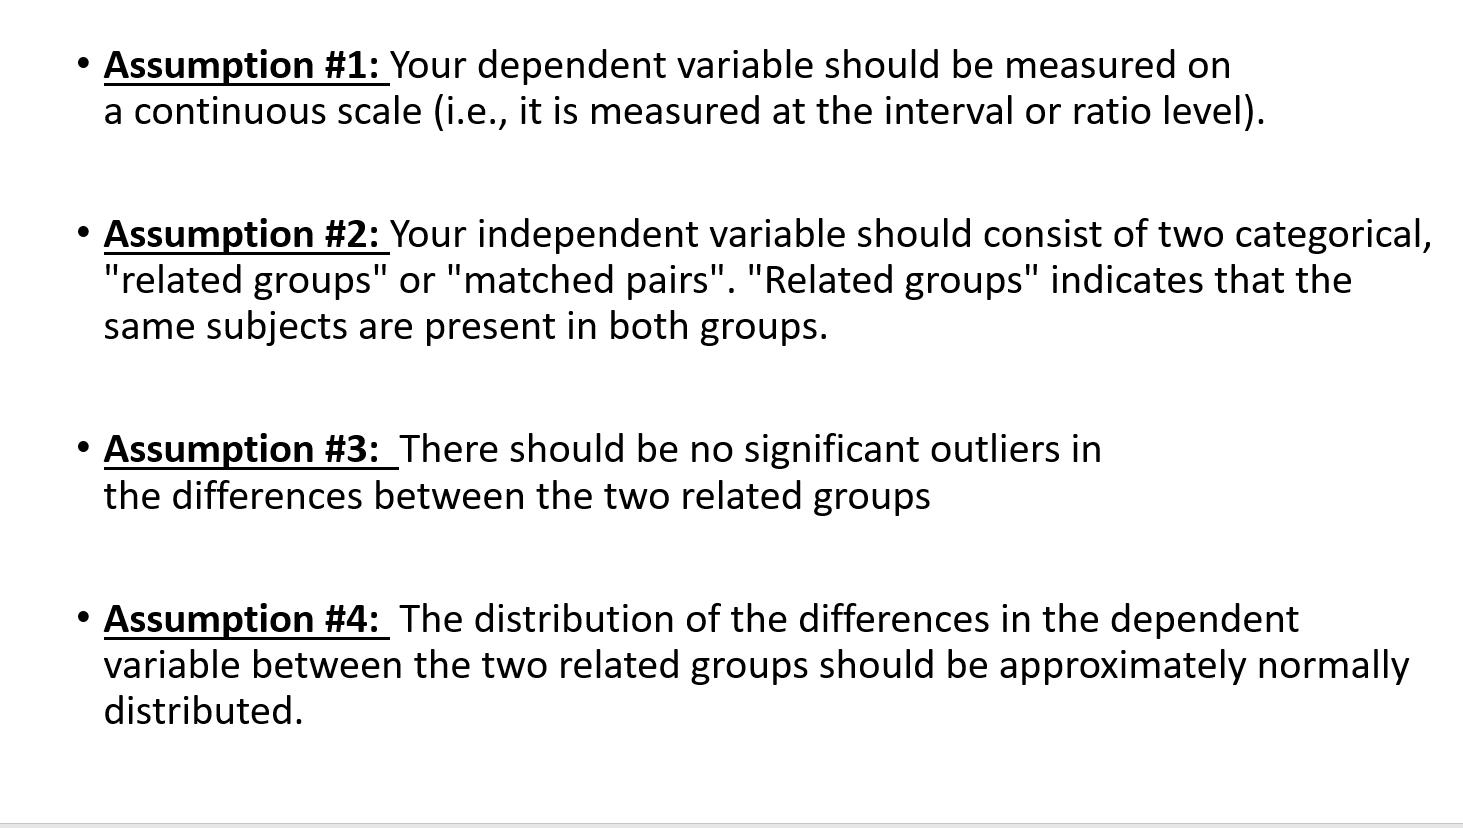 • Assumption #1: Your dependent variable should be measured on
a continuous scale (i.e., it is measured at the interval or ratio level).
• Assumption #2: Your independent variable should consist of two categorical,
"related groups" or "matched pairs". "Related groups" indicates that the
same subjects are present in both groups.
• Assumption #3:  There should be no significant outliers in
the differences between the two related groups
• Assumption #4:  The distribution of the differences in the dependent
variable between the two related groups should be approximately normally
distributed.